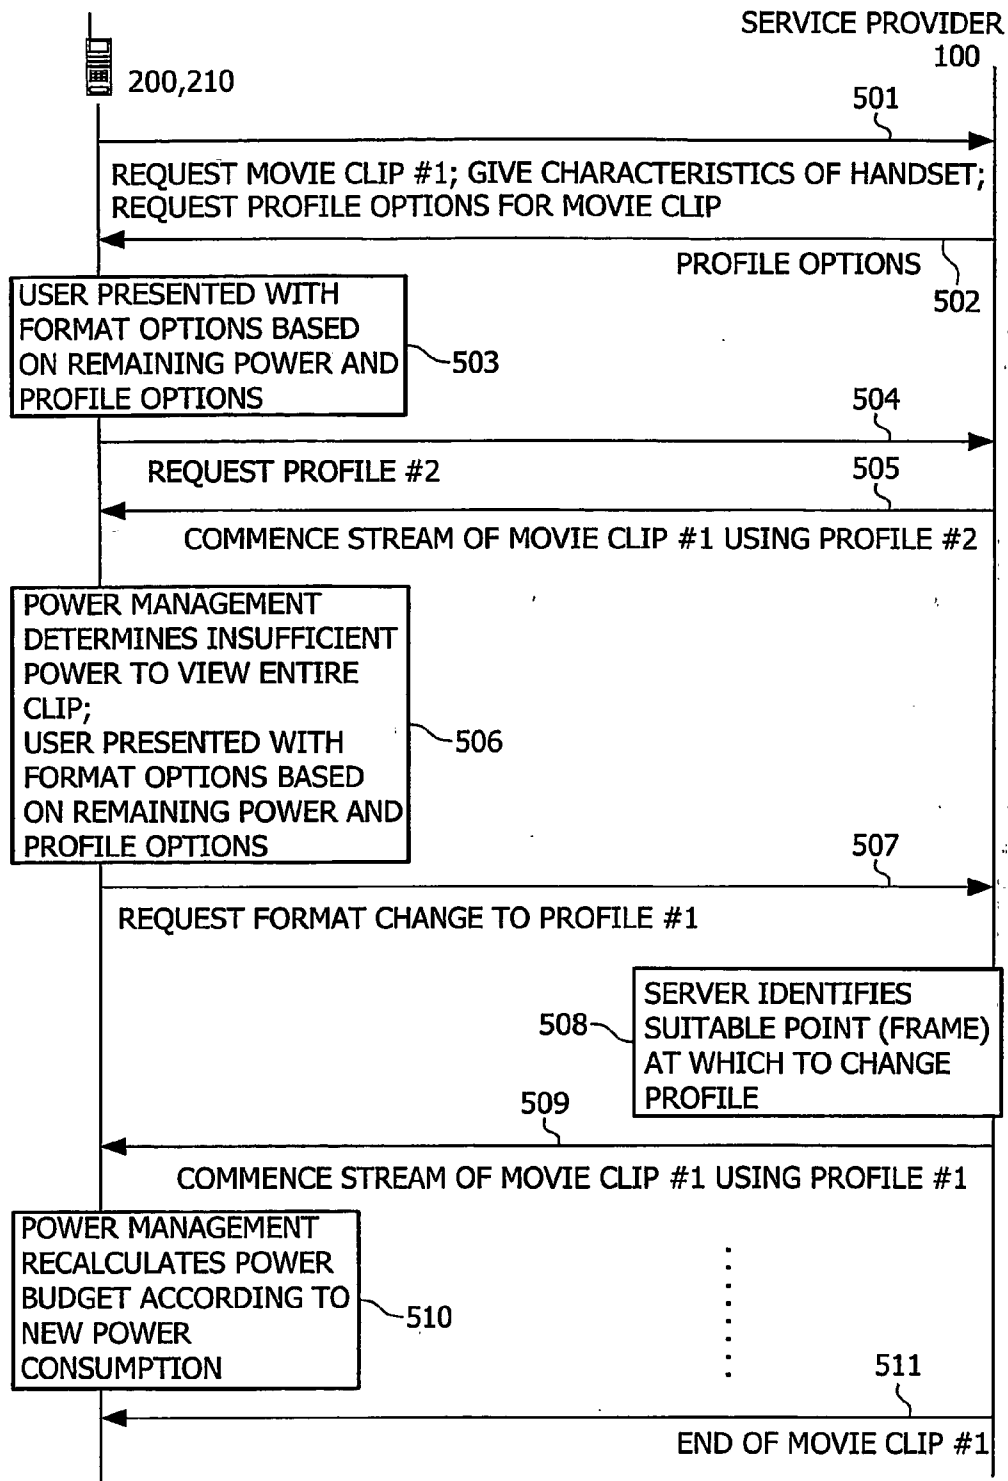 SERVICE PROVIDER
100
200,210
501
REQUEST MOVIE CLIP #1; GIVE CHARACTERISTICS OF HANDSET;
REQUEST PROFILE OPTIONS FOR MOVIE CLIP
PROFILE OPTIONS
502
USER PRESENTED WITH
FORMAT OPTIONS BASED
ON REMAINING POWER AND
PROFILE OPTIONS
503
504
REQUEST PROFILE #2
505
COMMENCE STREAM OF MOVIE CLIP #1 USING PROFILE #2
POWER MANAGEMENT
DETERMINES INSUFFICIENT
POWER TO VIEW ENTIRE
CLIP;
USER PRESENTED WITH
FORMAT OPTIONS BASED
ON REMAINING POWER AND
PROFILE OPTIONS
506
507
REQUEST FORMAT CHANGE TO PROFILE #1
SERVER IDENTIFIES
SUITABLE POINT (FRAME)
AT WHICH TO CHANGE
PROFILE
508
509
COMMENCE STREAM OF MOVIE CLIP #1 USING PROFILE #1
POWER MANAGEMENT
RECALCULATES POWER
BUDGET ACCORDING TO
NEW POWER
CONSUMPTION
510
511
END OF MOVIE CLIP #1